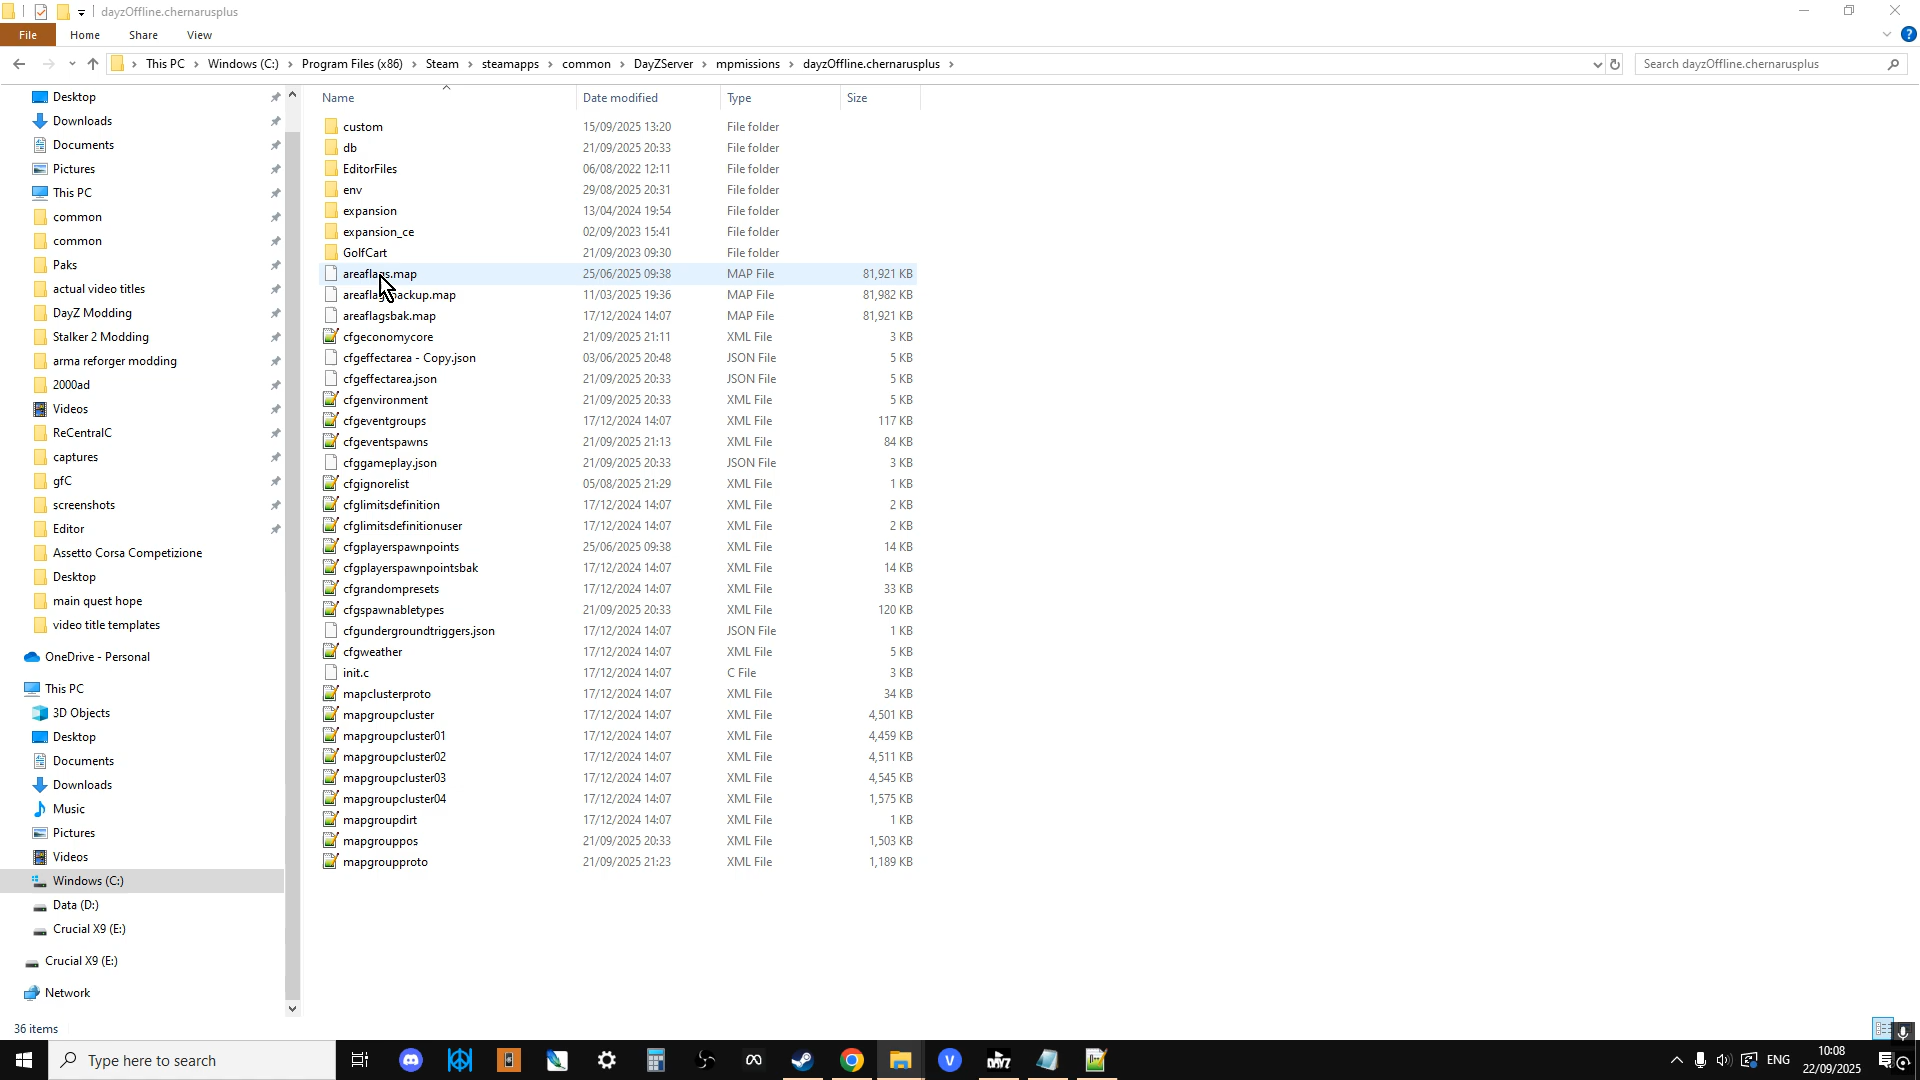 dayzOffline.chernarusplus
File Home Share View
This PC Windows (C:) Program Files (x86) Steam steamapps common DayZServer mpmissions dayzOffline.chernarusplus
Search dayzOffline.chernarusplus
Desktop
Downloads
Documents
Pictures
This PC
common
common
Paks
actual video titles
DayZ Modding
Stalker 2 Modding
arma reforger modding
2000ad
Videos
ReCentralC
captures
gfC
screenshots
Editor
Assetto Corsa Competizione
Desktop
main quest hope
video title templates
OneDrive - Personal
This PC
3D Objects
Desktop
Documents
Downloads
Music
Pictures
Videos
Windows (C:)
Data (D:)
Crucial X9 (E:)
Crucial X9 (E:)
Network
Name Date modified Type Size
custom 15/09/2025 13:20 File folder
db 21/09/2025 20:33 File folder
EditorFiles 06/08/2022 12:11 File folder
env 29/08/2025 20:31 File folder
expansion 13/04/2024 19:54 File folder
expansion_ce 02/09/2023 15:41 File folder
GolfCart 21/09/2023 09:30 File folder
areaflags.map 25/06/2025 09:38 MAP File 81,921 KB
11/03/2025 19:36 MAP File 81,982 KB
areaflagsbak.map 17/12/2024 14:07 MAP File 81,921 KB
cfgeconomycore 21/09/2025 21:11 XML File 3 KB
cfgeffectarea - Copy.json 03/06/2025 20:48 JSON File 5 KB
cfgeffectarea.json 21/09/2025 20:33 JSON File 5 KB
cfgenvironment 21/09/2025 20:33 XML File 5 KB
cfgeventgroups 17/12/2024 14:07 XML File 117 KB
cfgeventspawns 21/09/2025 21:13 XML File 84 KB
cfggameplay.json 21/09/2025 20:33 JSON File 3 KB
cfgignorelist 05/08/2025 21:29 XML File 1 KB
cfglimitsdefinition 17/12/2024 14:07 XML File 2 KB
cfglimitsdefinitionuser 17/12/2024 14:07 XML File 2 KB
cfgplayerspawnpoints 25/06/2025 09:38 XML File 14 KB
cfgplayerspawnpointsbak 17/12/2024 14:07 XML File 14 KB
cfgrandompresets 17/12/2024 14:07 XML File 33 KB
cfgspawnabletypes 21/09/2025 20:33 XML File 120 KB
cfgundergroundtriggers.json 17/12/2024 14:07 JSON File 1 KB
cfgweather 17/12/2024 14:07 XML File 5 KB
init.c 17/12/2024 14:07 C File 3 KB
mapclusterproto 17/12/2024 14:07 XML File 34 KB
mapgroupcluster 17/12/2024 14:07 XML File 4,501 KB
mapgroupcluster01 17/12/2024 14:07 XML File 4,459 KB
mapgroupcluster02 17/12/2024 14:07 XML File 4,511 KB
mapgroupcluster03 17/12/2024 14:07 XML File 4,545 KB
mapgroupcluster04 17/12/2024 14:07 XML File 1,575 KB
mapgroupdirt 17/12/2024 14:07 XML File 1 KB
mapgrouppos 21/09/2025 20:33 XML File 1,503 KB
mapgroupproto 21/09/2025 21:23 XML File 1,189 KB
36 items
Type here to search
DAYZ
ENG
10:08
22/09/2025